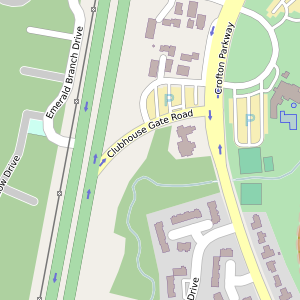 Emerald Branch Drive
Crofton Parkway
P
P
Clubhouse Gate Road
ow Drive
Drive